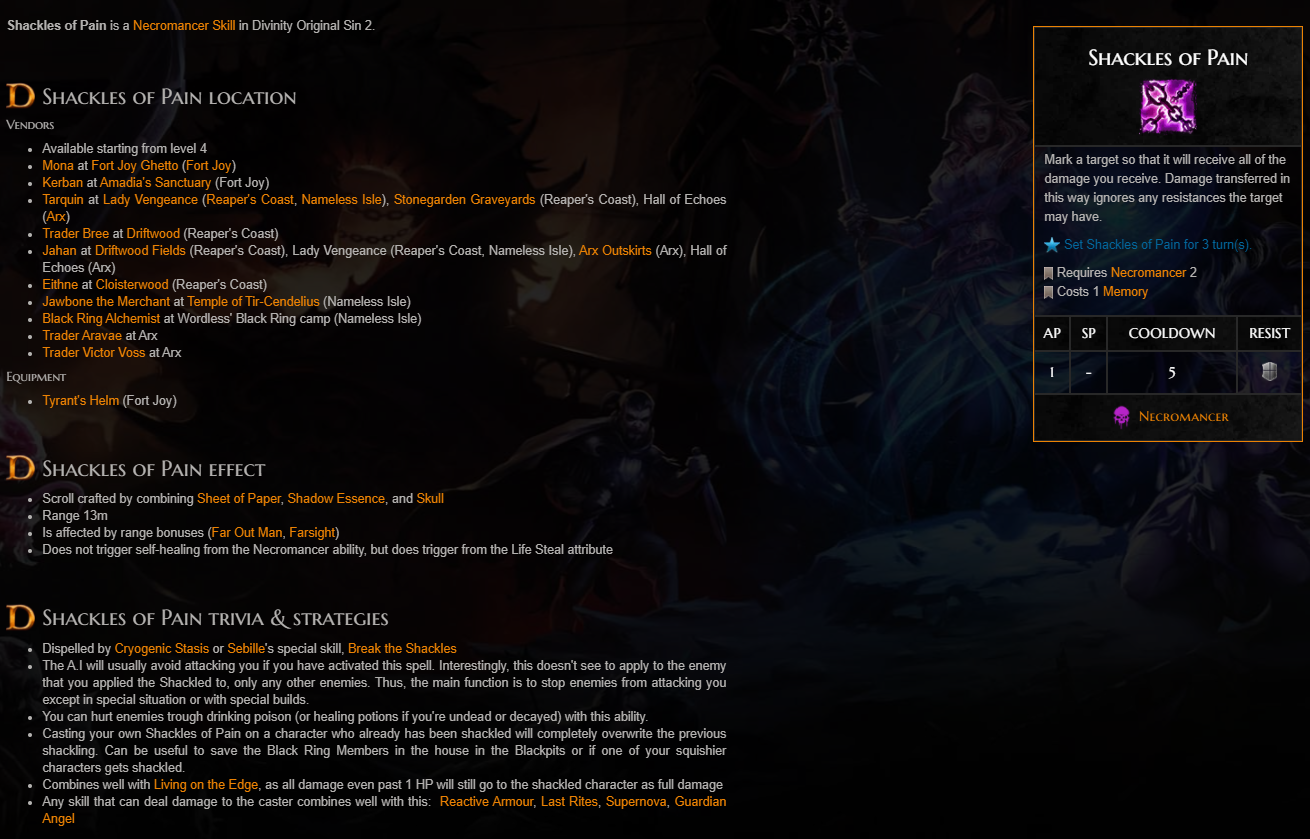 Shackles of Pain is a Necromancer Skill in Divinity Original Sin 2.
Shackles of Pain location
Vendors
Available starting from level 4
Mona at Fort Joy Ghetto (Fort Joy)
Kerban at Amadia's Sanctuary (Fort Joy)
Tarquin at Lady Vengeance (Reaper's Coast, Nameless Isle), Stonegarden Graveyards (Reaper's Coast), Hall of Echoes
(Arx)
Trader Bree at Driftwood (Reaper's Coast)
Jahan at Driftwood Fields (Reaper's Coast), Lady Vengeance (Reaper's Coast, Nameless Isle), Arx Outskirts (Arx), Hall of
Echoes (Arx)
Eithne at Cloisterwood (Reaper's Coast)
Jawbone the Merchant at Temple of Tir-Cendelius (Nameless Isle)
Black Ring Alchemist at Wordless' Black Ring camp (Nameless Isle)
Trader Aravae at Arx
Trader Victor Voss at Arx
Equipment
Tyrant's Helm (Fort Joy)
Shackles of Pain effect
Scroll crafted by combining Sheet of Paper, Shadow Essence, and Skull
Range 13m
Is affected by range bonuses (Far Out Man, Farsight)
Does not trigger self-healing from the Necromancer ability, but does trigger from the Life Steal attribute
Shackles of Pain trivia & strategies
Dispelled by Cryogenic Stasis or Sebille's special skill, Break the Shackles
The A.I will usually avoid attacking you if you have activated this spell. Interestingly, this doesn't see to apply to the enemy
that you applied the Shackled to, only any other enemies. Thus, the main function is to stop enemies from attacking you
except in special situation or with special builds.
You can hurt enemies trough drinking poison (or healing potions if you're undead or decayed) with this ability.
Casting your own Shackles of Pain on a character who already has been shackled will completely overwrite the previous
shackling. Can be useful to save the Black Ring Members in the house in the Blackpits or if one of your squishier
characters gets shackled.
Combines well with Living on the Edge, as all damage even past 1 HP will still go to the shackled character as full damage
Any skill that can deal damage to the caster combines well with this: Reactive Armour, Last Rites, Supernova, Guardian
Angel
Shackles of Pain
Mark a target so that it will receive all of the
damage you receive. Damage transferred in
this way ignores any resistances the target
may have.
Set Shackles of Pain for 3 turn(s).
Requires Necromancer 2
Costs 1 Memory
AP SP COOLDOWN RESIST
1 - 5
Necromancer